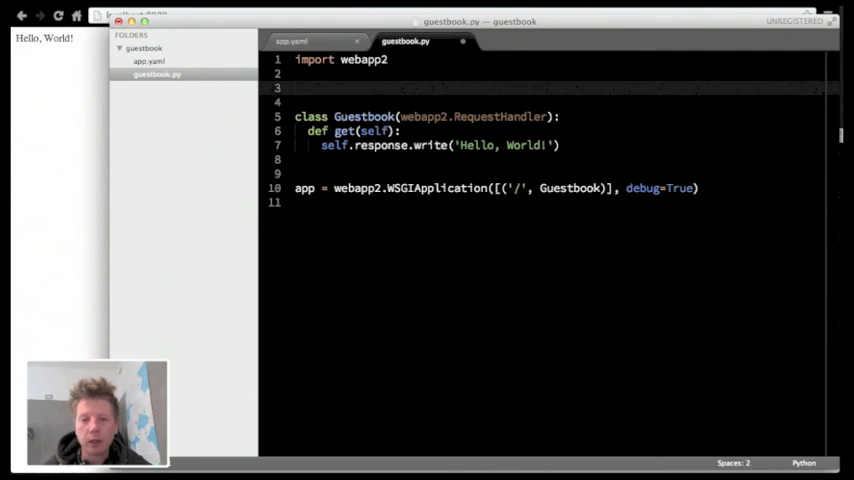 guestbook.py — guestbook
UNREGISTERED
Hello, World!
FOLDERS
guestbook
app.yaml
guestbook.py
app.yaml
guestbook.py
1 import webapp2
2
3
4
5 class Guestbook(webapp2.RequestHandler):
6 def get(self):
7 self.response.write('Hello, World!')
8
9
10 app = webapp2.WSGIApplication([('/', Guestbook)], debug=True)
11
Spaces: 2
Python